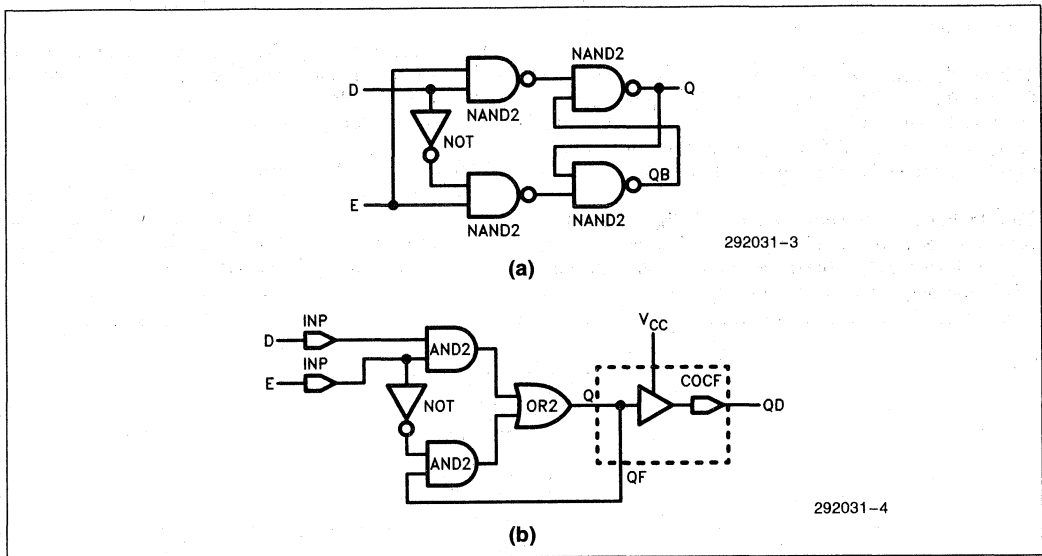 NAND2
D
Q
NAND2
NOT
QB
E
NAND2
NAND2
292031-3
(a)
INP
D
INP
E
AND2
NOT
AND2
OR2
Q
VCC
COCF
QD
QF
292031-4
(b)